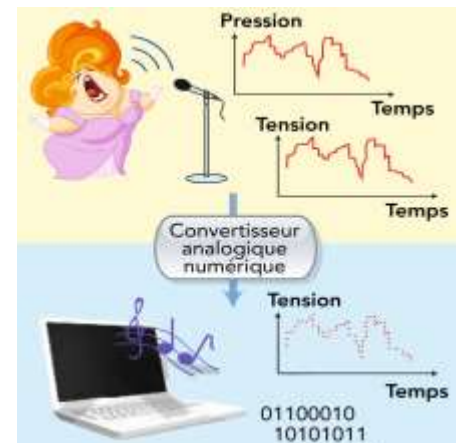 Pression
Temps
Tension
Temps
Convertisseur
analogique
numérique
Tension
Temps
01100010
10101011